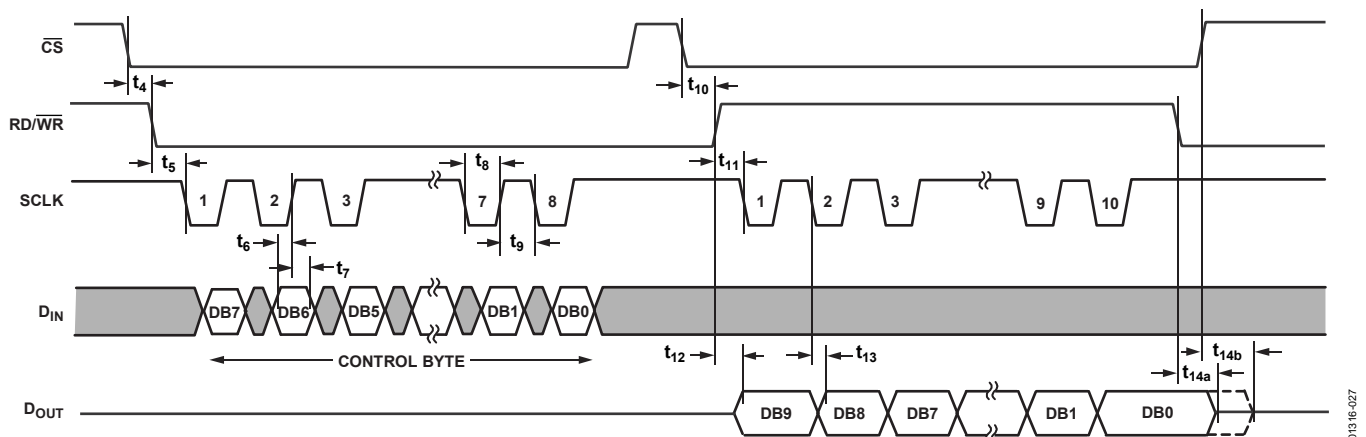 CS
t4
t10
RD/WR
t5
t8
t11
SCLK
1 2 3 7 8 1 2 3 9 10
t6
t9
t7
DIN
DB7 DB6 DB5 DB1 DB0
CONTROL BYTE
t12
t13
t14b
t14a
DOUT
DB9 DB8 DB7 DB1 DB0
01316-027